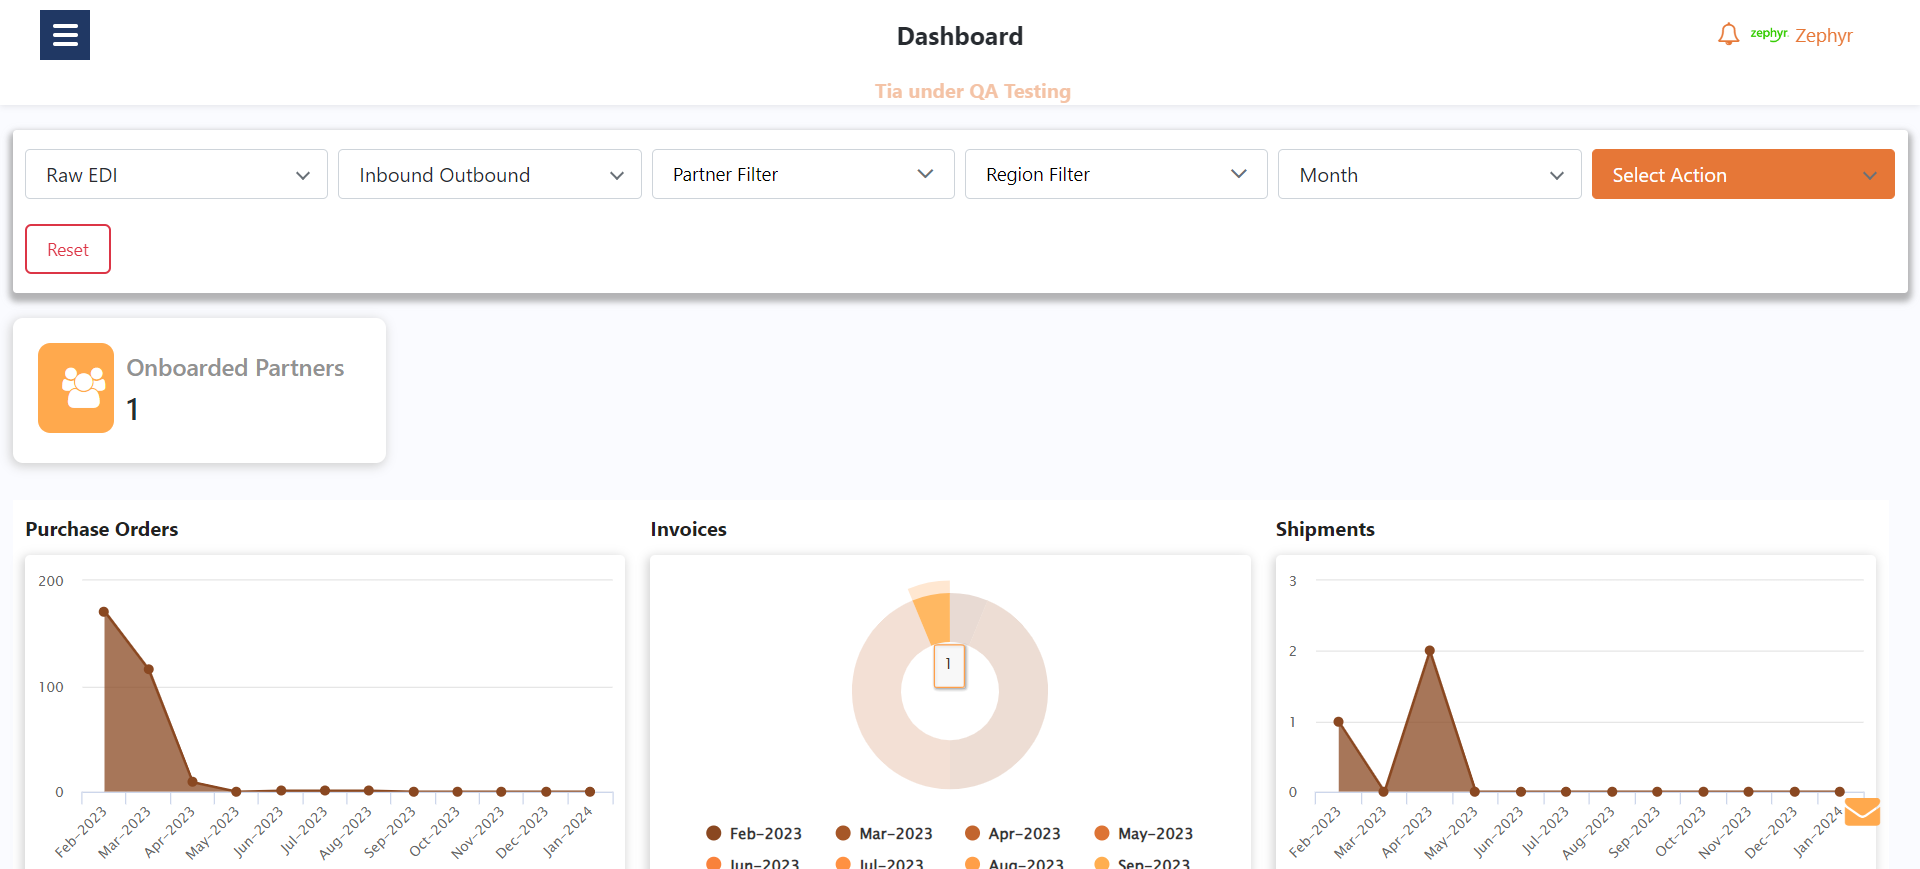 Dashboard
zephyr Zephyr
Tia under QA Testing
Raw EDI Inbound Outbound Partner Filter Region Filter Month Select Action
Reset
Onboarded Partners
1
Purchase Orders
200
100
0
Feb-2023 Mar-2023 Apr-2023 May-2023 Jun-2023 Jul-2023 Aug-2023 Sep-2023 Oct-2023 Nov-2023 Dec-2023 Jan-2024
Invoices
1
Feb-2023 Mar-2023 Apr-2023 May-2023
Jun-2023 Jul-2023 Aug-2023 Sep-2023
Shipments
3
2
1
0
Feb-2023 Mar-2023 Apr-2023 May-2023 Jun-2023 Jul-2023 Aug-2023 Sep-2023 Oct-2023 Nov-2023 Dec-2023 Jan-2024